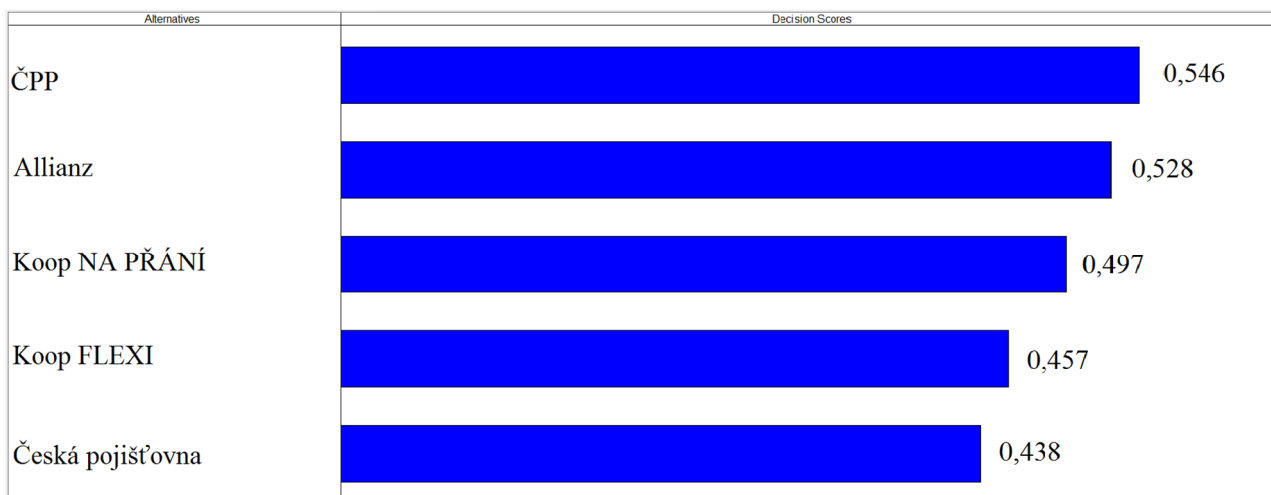 Alternatives Decision Scores
ČPP 0,546
Allianz 0,528
Koop NA PŘÁNÍ 0,497
Koop FLEXI 0,457
Česká pojišťovna 0,438